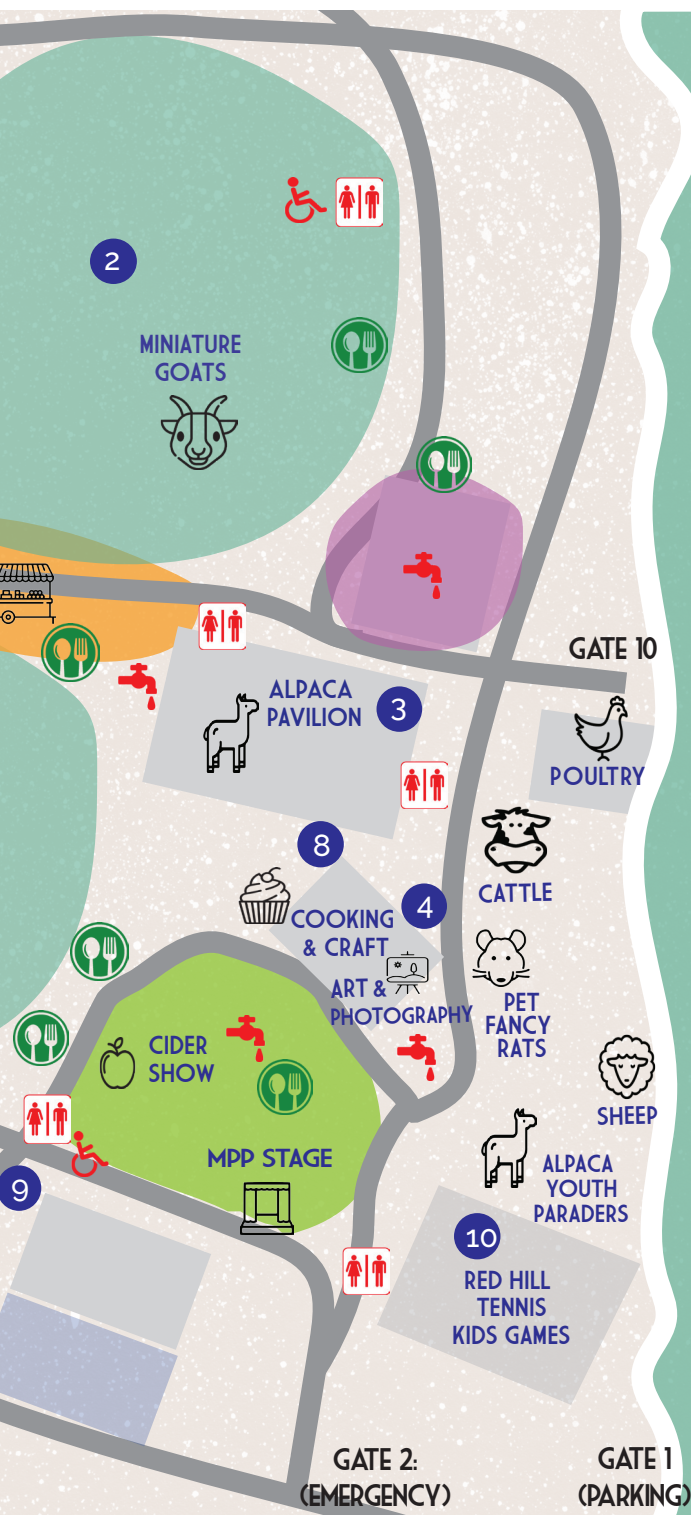 2
MINIATURE
GOATS
GATE 10
ALPACA
PAVILION
3
POULTRY
8
CATTLE
4
COOKING
& CRAFT
ART &
PHOTOGRAPHY
PET
FANCY
RATS
CIDER
SHOW
SHEEP
MPP STAGE
ALPACA
YOUTH
PARADERS
9
10
RED HILL
TENNIS
KIDS GAMES
GATE 2:
(EMERGENCY)
GATE 1
(PARKING)